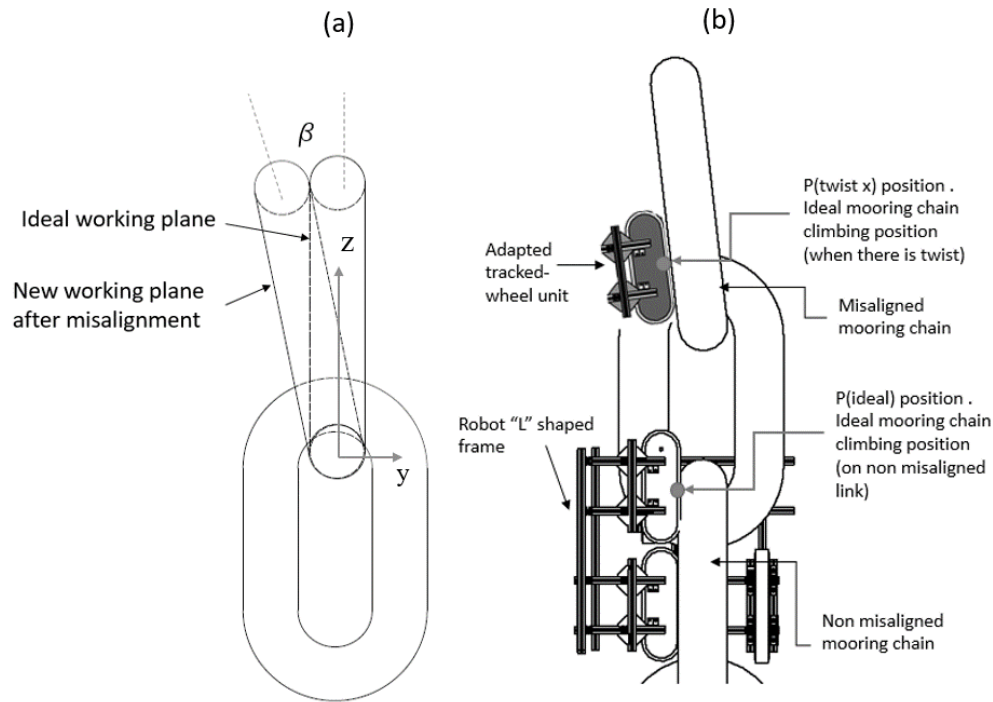 (a)
β
Ideal working plane
z
New working plane
after misalignment
y
(b)
P(twist x) position .
Ideal mooring chain
climbing position
(when there is twist)
Adapted
tracked-
wheel unit
Misaligned
mooring chain
P(ideal) position .
Ideal mooring chain
climbing position
(on non misaligned
link)
Robot “L” shaped
frame
Non misaligned
mooring chain